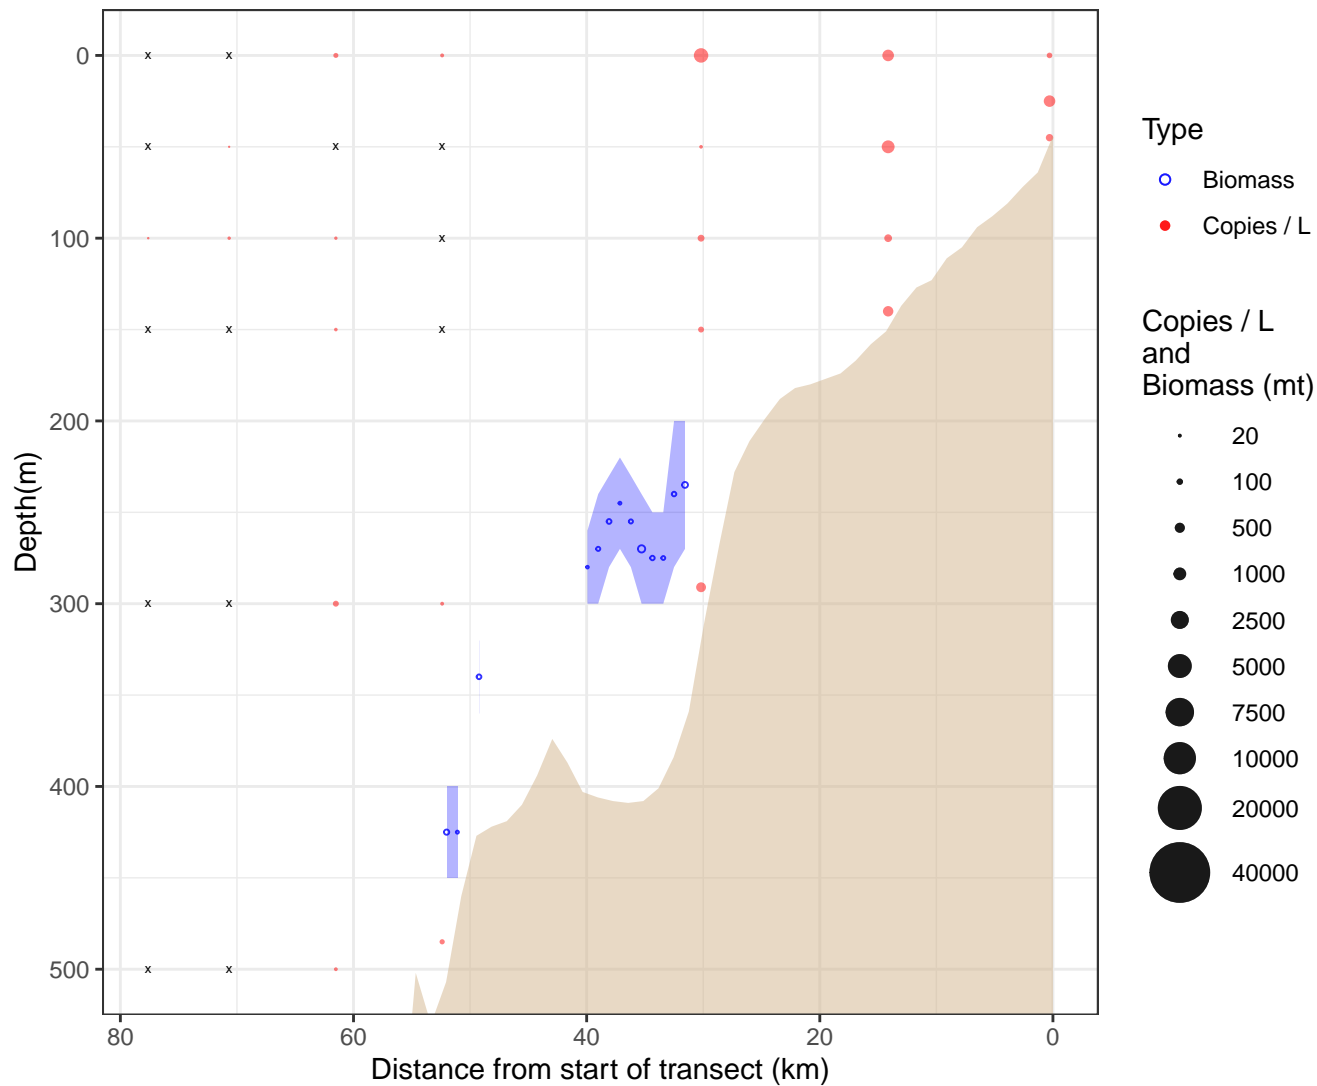 0
100
200
300
400
500
Depth(m)
x x
x x x
x
x x x
x x
x x
80 60 40 20 0
Distance from start of transect (km)
Type
Biomass
Copies / L
Copies / L
and
Biomass (mt)
20
100
500
1000
2500
5000
7500
10000
20000
40000